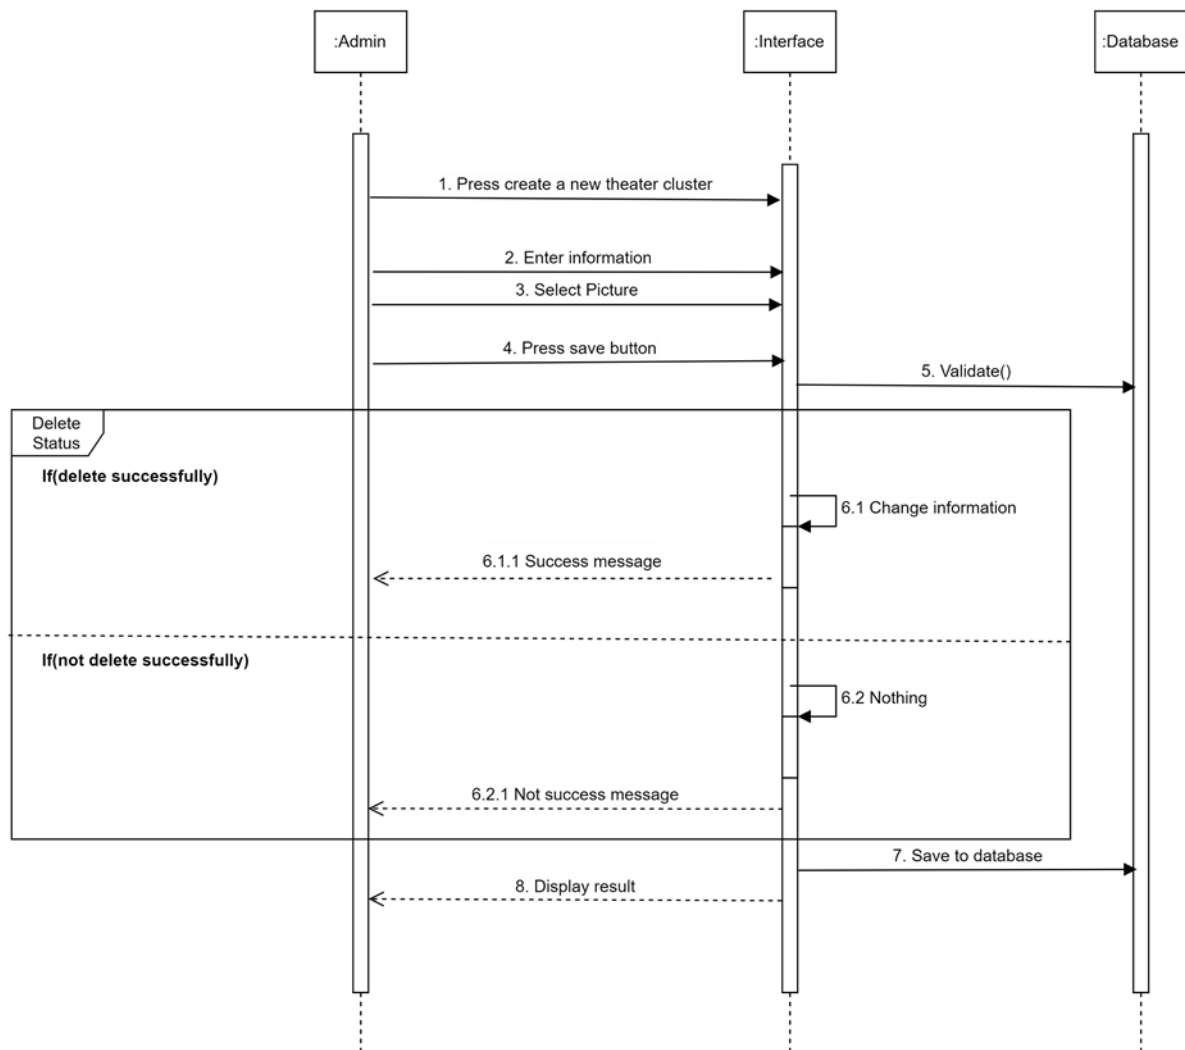 :Admin
:Interface
:Database
1. Press create a new theater cluster
2. Enter information
3. Select Picture
4. Press save button
5. Validate()
Delete
Status
If(delete successfully)
6.1 Change information
6.1.1 Success message
If(not delete successfully)
6.2 Nothing
6.2.1 Not success message
7. Save to database
8. Display result